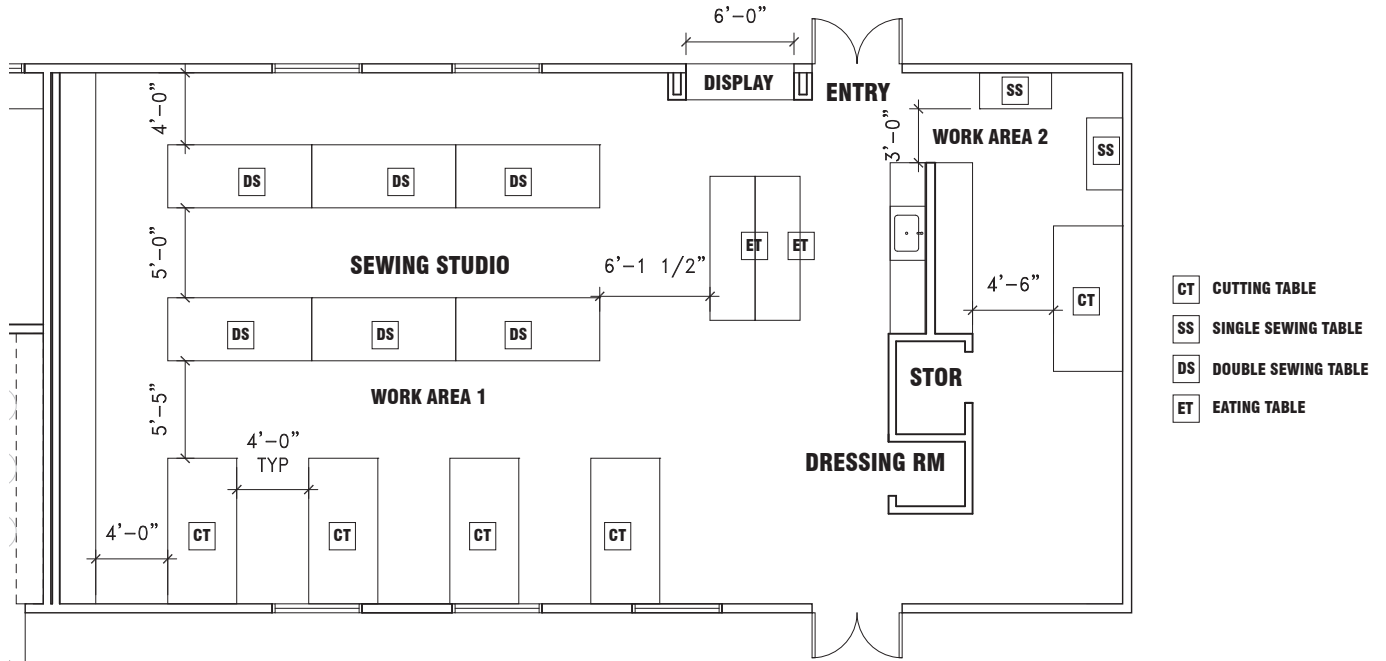 6’-0”
DISPLAY
ENTRY
SS
4’-0”
3’-0”
WORK AREA 2
SS
DS
DS
DS
ET
ET
5’-0”
SEWING STUDIO
6’-1 1/2”
4’-6”
CT
DS
DS
DS
STOR
5’-5”
WORK AREA 1
4’-0”
TYP
DRESSING RM
4’-0”
CT
CT
CT
CT
CT CUTTING TABLE
SS SINGLE SEWING TABLE
DS DOUBLE SEWING TABLE
ET EATING TABLE